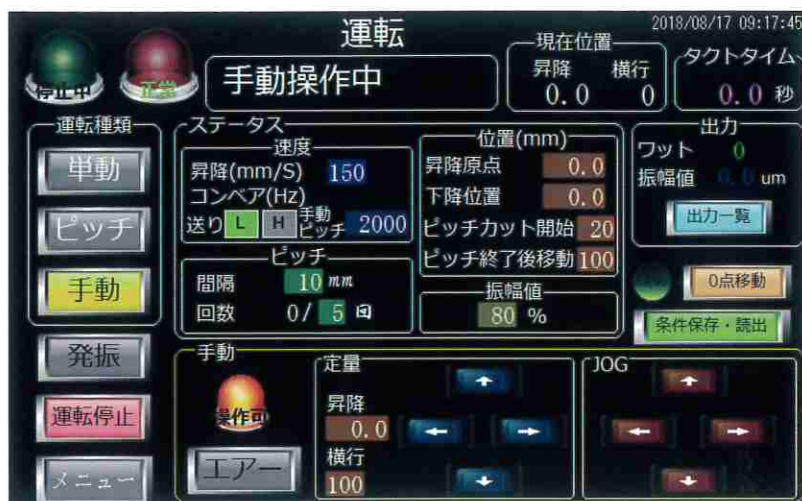 運転
2018/08/17 09:17:45
停止中
正常
手動操作中
現在位置
昇降 横行
0.0 0
タクトタイム
0.0 秒
運転種類
単動
ピッチ
手動
発振
運転停止
メニュー
ステータス
速度
昇降(mm/S) 150
コンベア(Hz)
送り L H 手動ピッチ 2000
ピッチ
間隔 10 mm
回数 0/ 5 回
位置(mm)
昇降原点 0.0
下降位置 0.0
ピッチカット開始 20
ピッチ終了後移動 100
振幅値
80 %
出力
ワット 0
振幅値 0.0 um
出力一覧
0点移動
条件保存・読出
手動
操作可
エアー
定量
昇降
0.0
横行
100
JOG